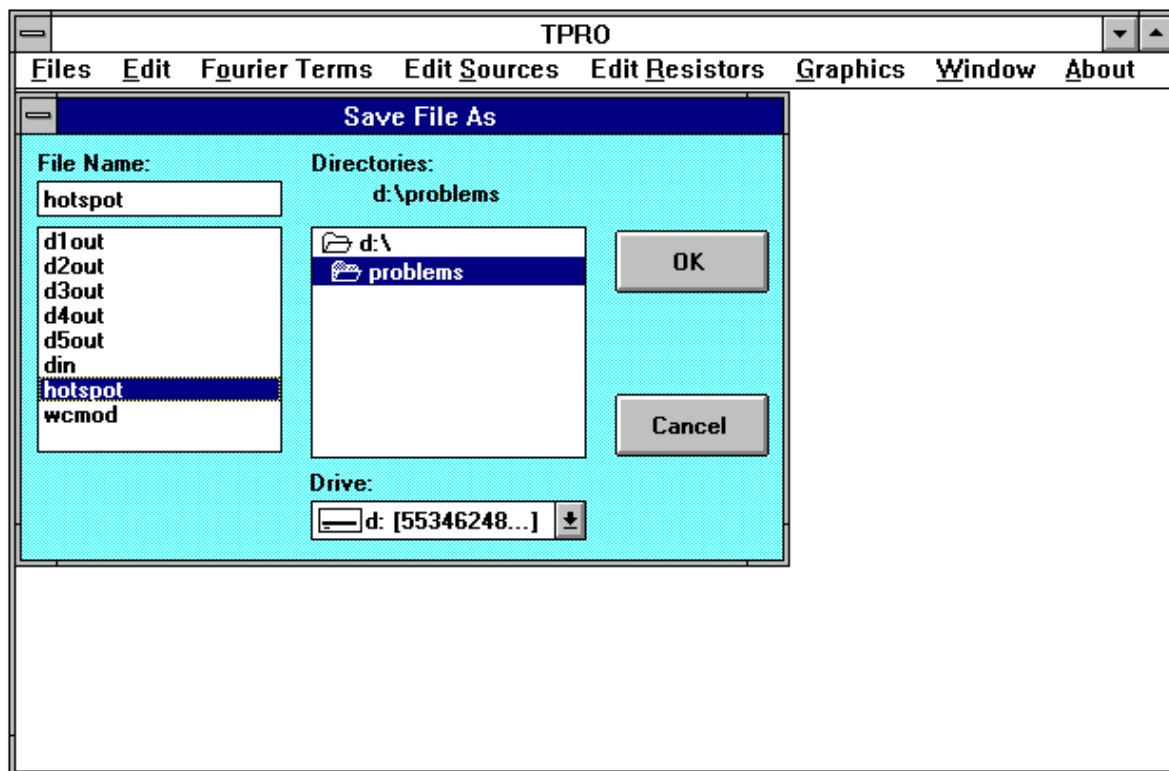 TPRO
Files Edit Fourier Terms Edit Sources Edit Resistors Graphics Window About
Save File As
File Name:
hotspot
d1out
d2out
d3out
d4out
d5out
din
hotspot
wcmod
Directories:
d:\problems
d:\
problems
Drive:
d: [55346248...]
OK
Cancel